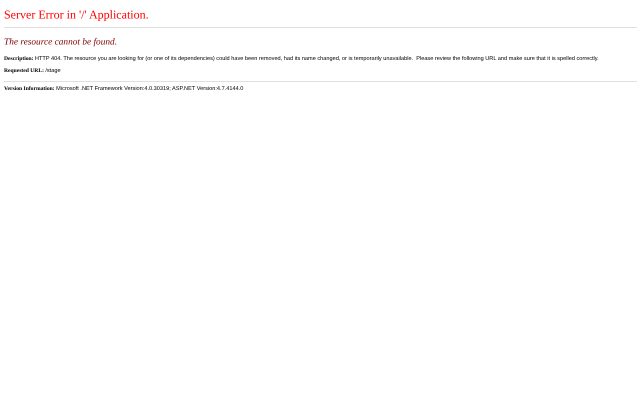 Server Error in '/' Application.
The resource cannot be found.
Description: HTTP 404. The resource you are looking for (or one of its dependencies) could have been removed, had its name changed, or is temporarily unavailable.  Please review the following URL and make sure that it is spelled correctly.
Requested URL:
Version Information: Microsoft .NET Framework Version:4.0.30319; ASP.NET Version:4.7.4144.0